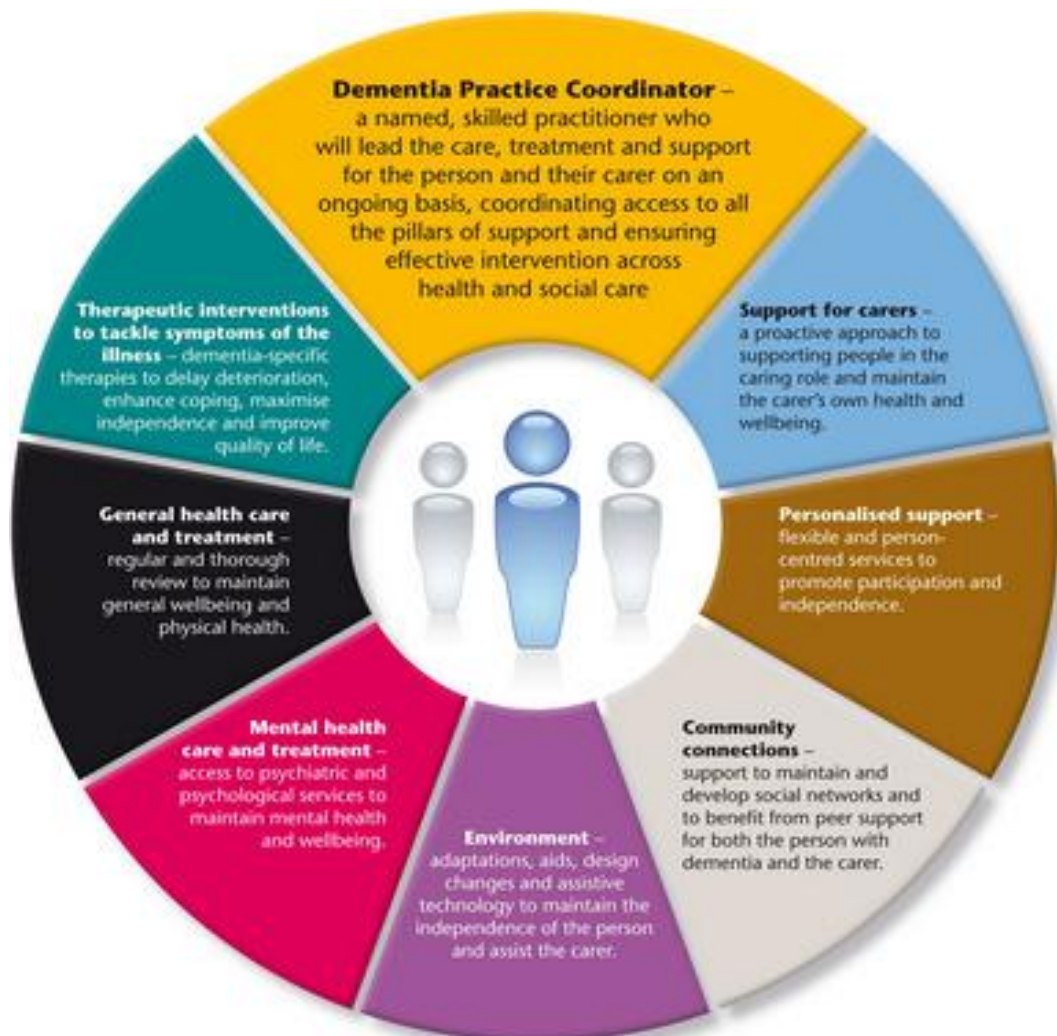 Dementia Practice Coordinator –
a named, skilled practitioner who
will lead the care, treatment and support
for the person and their carer on an
ongoing basis, coordinating access to all
the pillars of support and ensuring
effective intervention across
health and social care
Support for carers –
a proactive approach to
supporting people in the
caring role and maintain
the carer's own health and
wellbeing.
Personalised support –
flexible and person-
centred services to
promote participation and
independence.
Community
connections –
support to maintain and
develop social networks and
to benefit from peer support
for both the person with
dementia and the carer.
Environment –
adaptations, aids, design
changes and assistive
technology to maintain the
independence of the person
and assist the carer.
Mental health
care and treatment –
access to psychiatric and
psychological services to
maintain mental health
and wellbeing.
General health care
and treatment –
regular and thorough
review to maintain
general wellbeing and
physical health.
Therapeutic interventions
to tackle symptoms of the
illness – dementia-specific
therapies to delay deterioration,
enhance coping, maximise
independence and improve
quality of life.